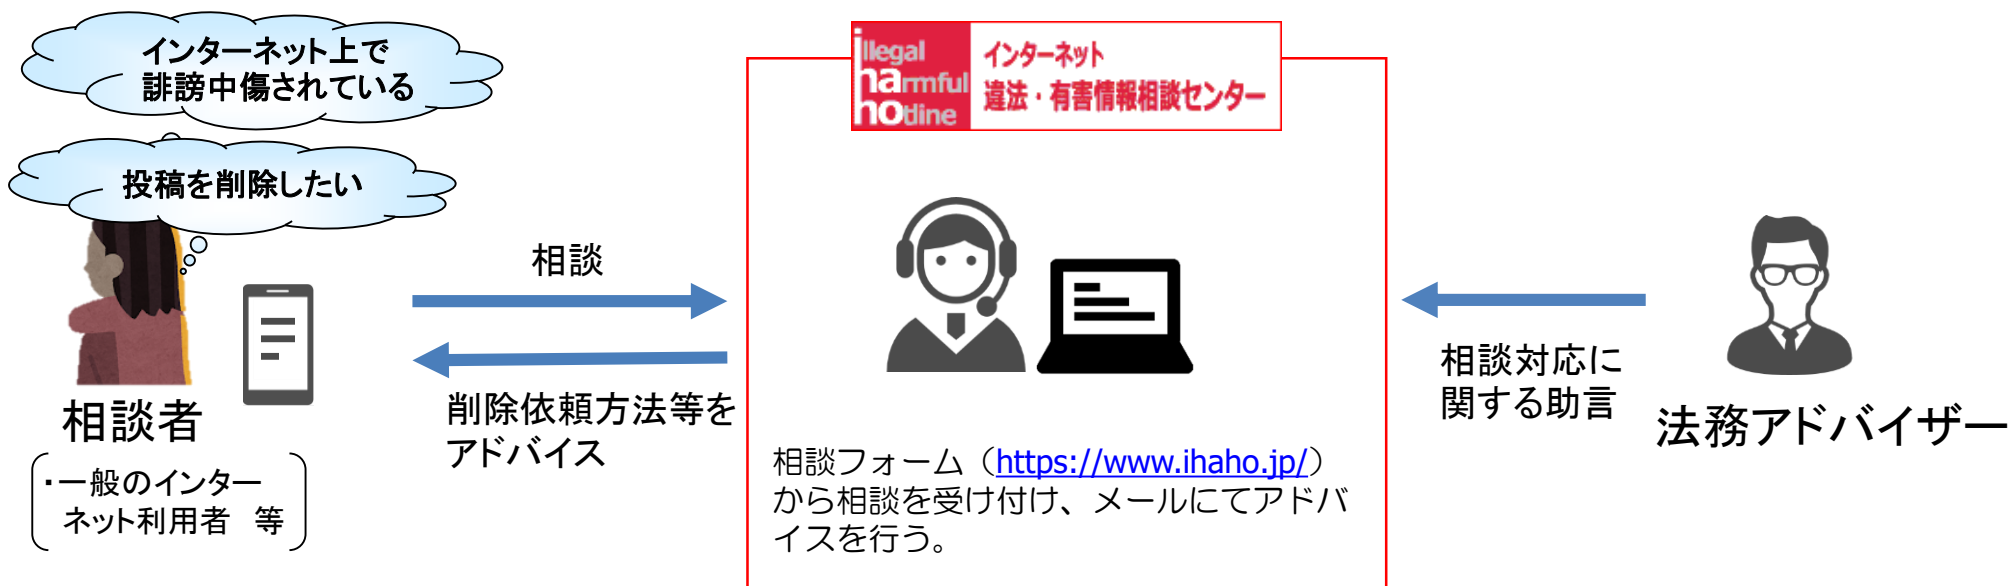 インターネット上で
誹謗中傷されている
投稿を削除したい
相談者
・一般のインター
ネット利用者　等
相談
削除依頼方法等を
アドバイス
illegal
harmful
hotline
インターネット
違法・有害情報相談センター
相談フォーム（https://www.ihaho.jp/）
から相談を受け付け、メールにてアドバ
イスを行う。
相談対応に
関する助言
法務アドバイザー